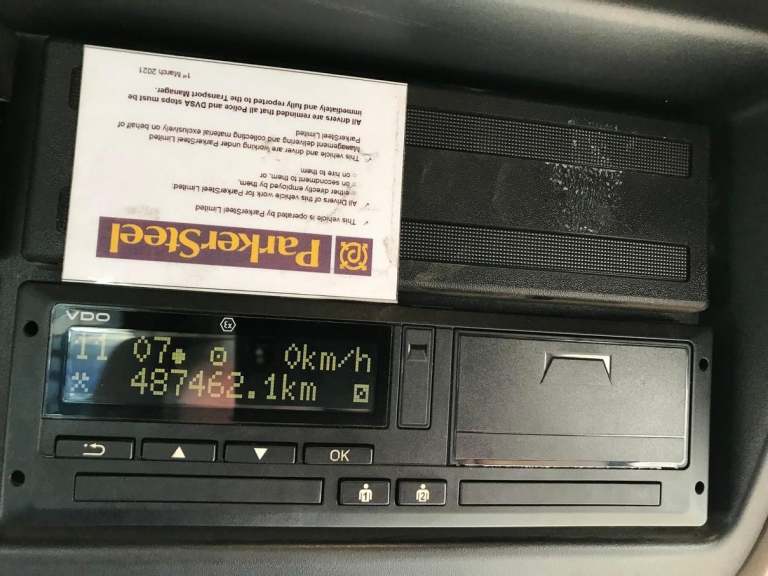 ParkerSteel
✓ This vehicle is operated by ParkerSteel Limited
✓ All Drivers of this vehicle work for ParkerSteel Limited:
either directly employed by them,
on secondment to them or,
on hire to them
✓ This vehicle and driver are working under ParkerSteel Limited
Management delivering and collecting material exclusively on behalf of
ParkerSteel Limited
All drivers are reminded that all Police and DVSA stops must be
immediately and fully reported to the Transport Manager.
1st March 2021
VDO
Ex
11 07 0km/h
487462.1km
OK
1 2